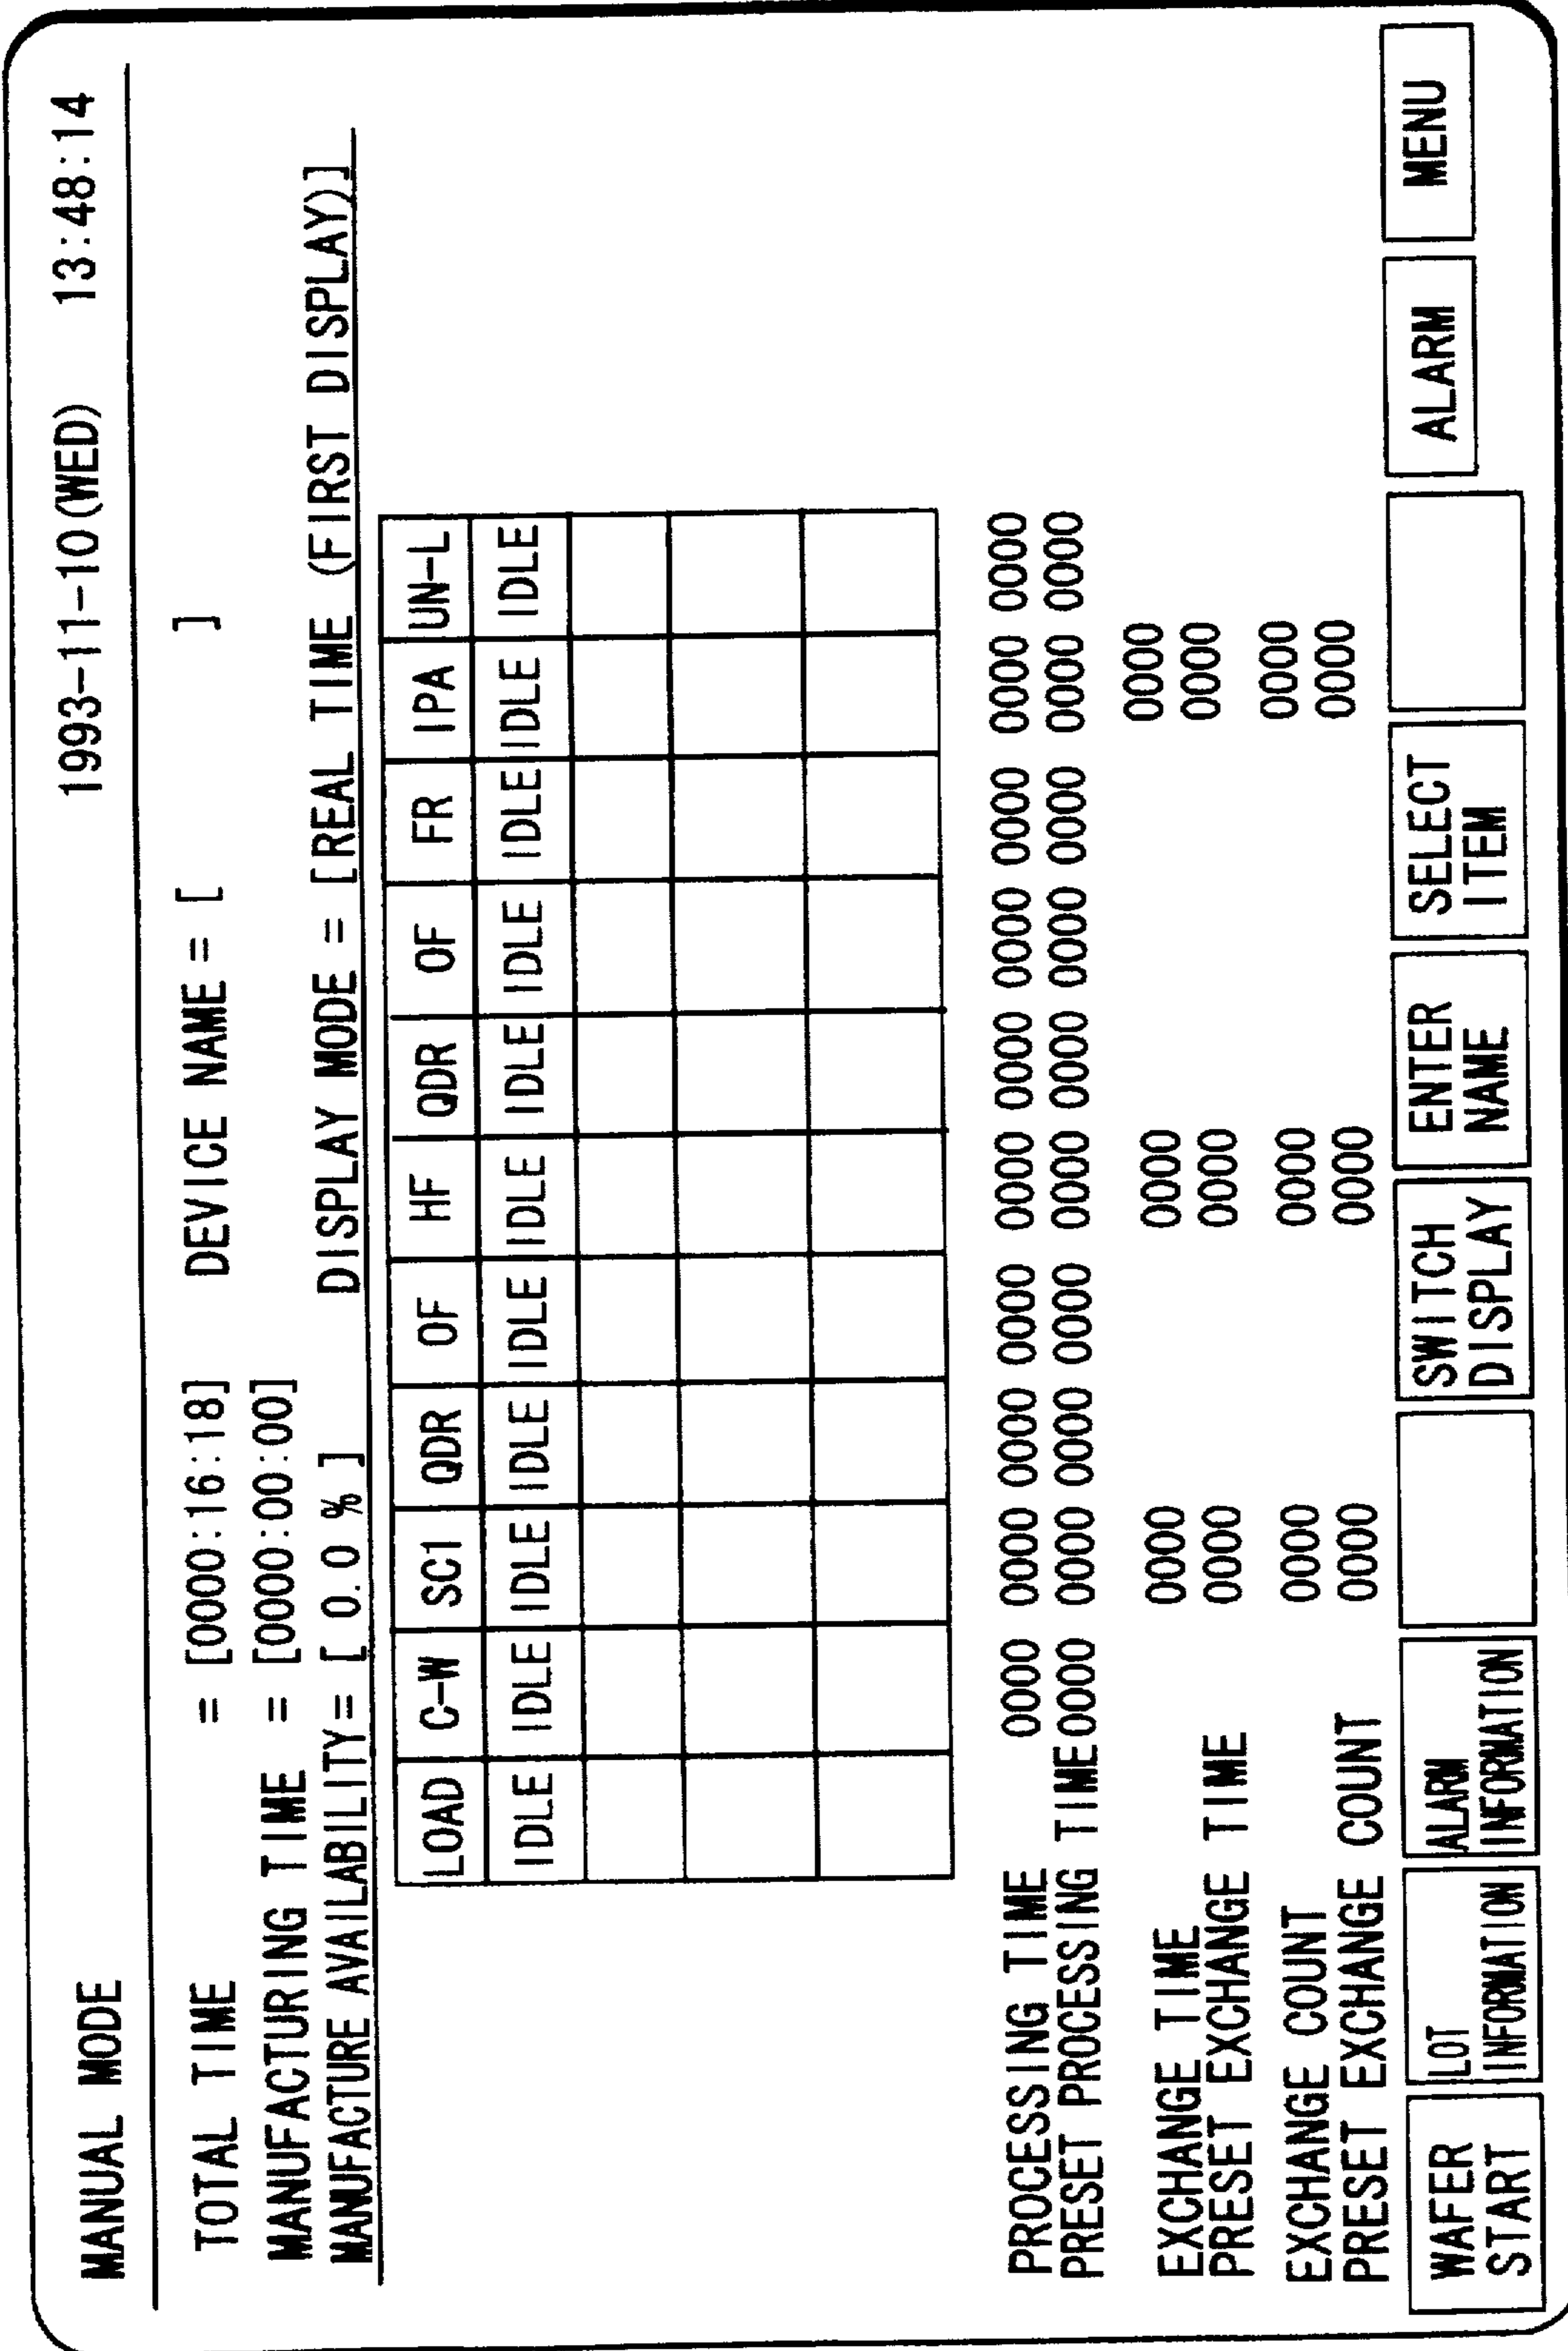 MANUAL MODE 1993-11-10(WED) 13:48:14
TOTAL TIME = [0000:16:18] DEVICE NAME = [ ]
MANUFACTURING TIME = [0000:00:00]
MANUFACTURE AVAILABILITY= [ 0.0 % ] DISPLAY MODE = [REAL TIME (FIRST DISPLAY)]
LOAD C-W SC1 QDR OF HF QDR OF FR IPA UN-L
IDLE IDLE IDLE IDLE IDLE IDLE IDLE IDLE IDLE IDLE IDLE
PROCESSING TIME 0000 0000 0000 0000 0000 0000 0000 0000 0000 0000
PRESET PROCESSING TIME 0000 0000 0000 0000 0000 0000 0000 0000 0000 0000
EXCHANGE TIME 0000 0000 0000
PRESET EXCHANGE TIME 0000 0000 0000
EXCHANGE COUNT 0000 0000 0000
PRESET EXCHANGE COUNT 0000 0000 0000
WAFER START
LOT INFORMATION
ALARM INFORMATION
SWITCH DISPLAY
ENTER NAME
SELECT ITEM
ALARM
MENU